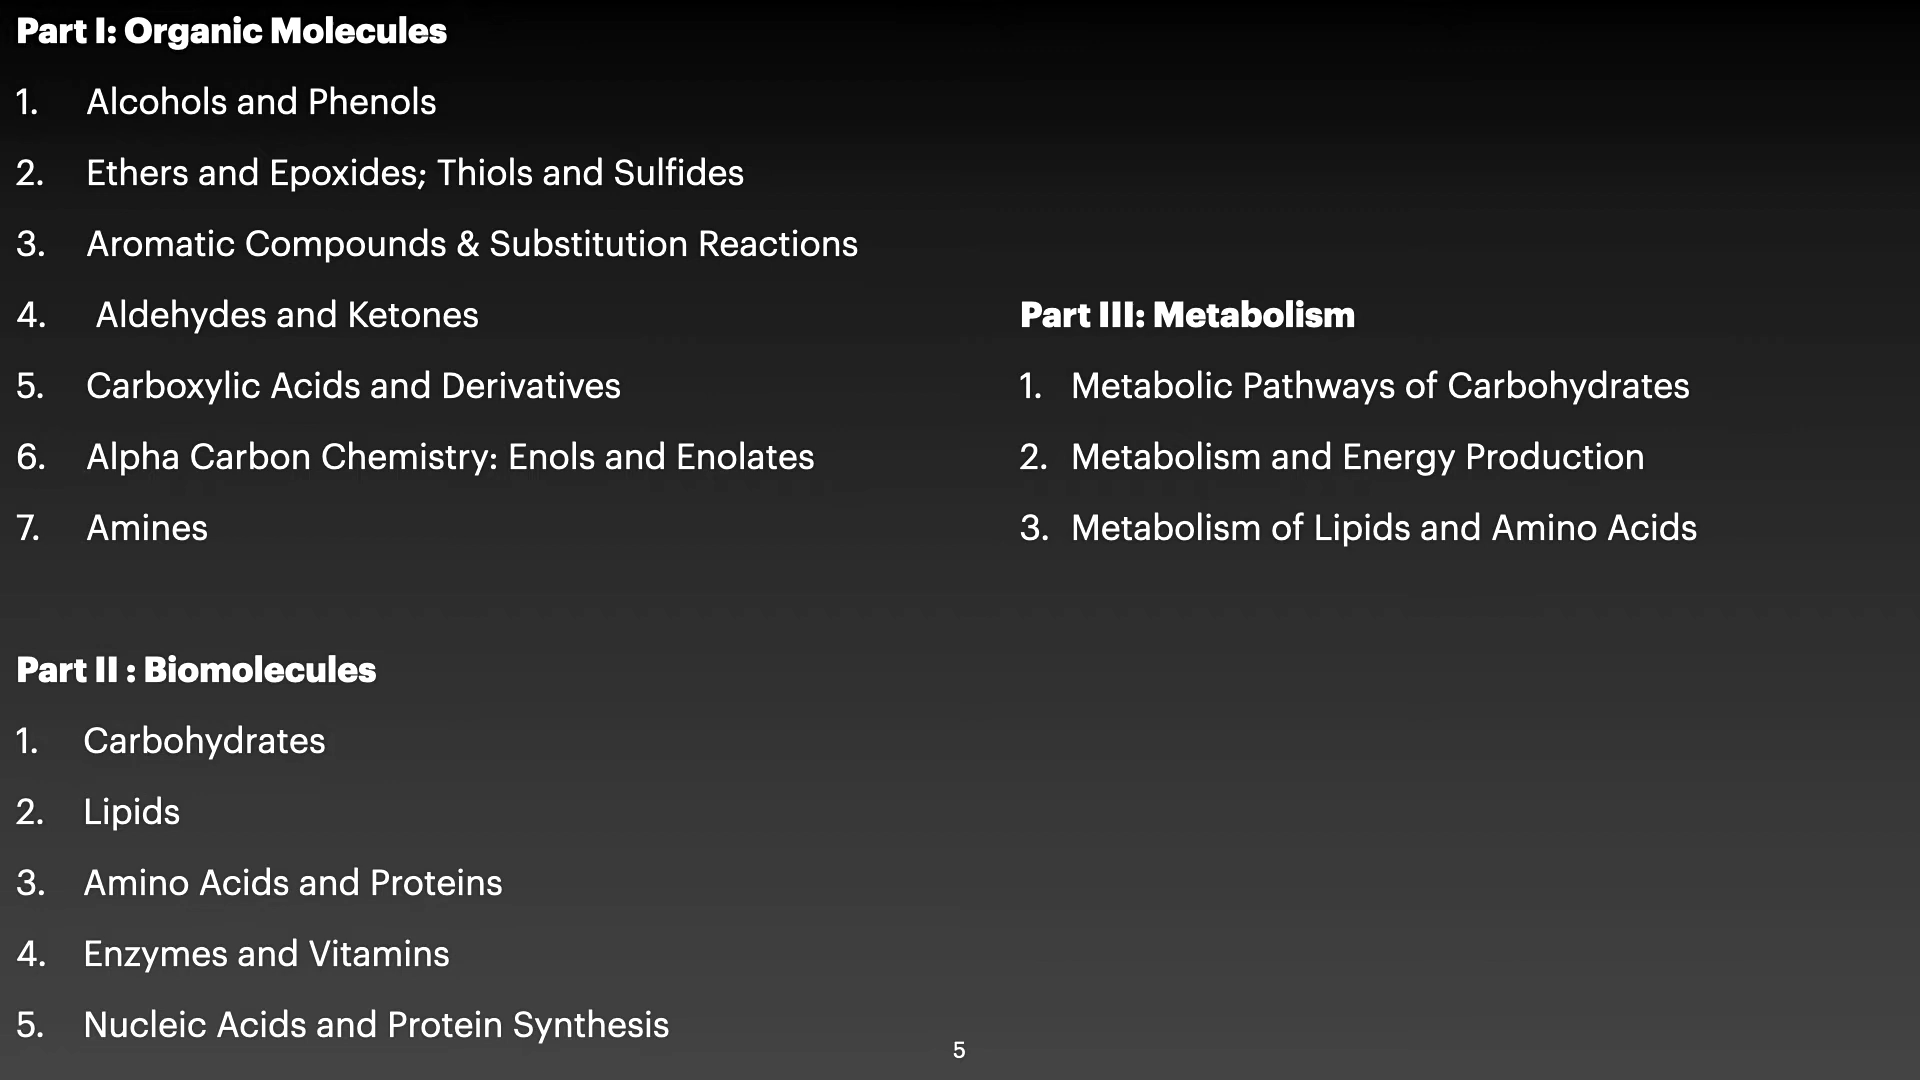 Part I: Organic Molecules
1. Alcohols and Phenols
2. Ethers and Epoxides; Thiols and Sulfides
3. Aromatic Compounds & Substitution Reactions
4. Aldehydes and Ketones
5. Carboxylic Acids and Derivatives
6. Alpha Carbon Chemistry: Enols and Enolates
7. Amines
Part II : Biomolecules
1. Carbohydrates
2. Lipids
3. Amino Acids and Proteins
4. Enzymes and Vitamins
5. Nucleic Acids and Protein Synthesis
Part III: Metabolism
1. Metabolic Pathways of Carbohydrates
2. Metabolism and Energy Production
3. Metabolism of Lipids and Amino Acids
5